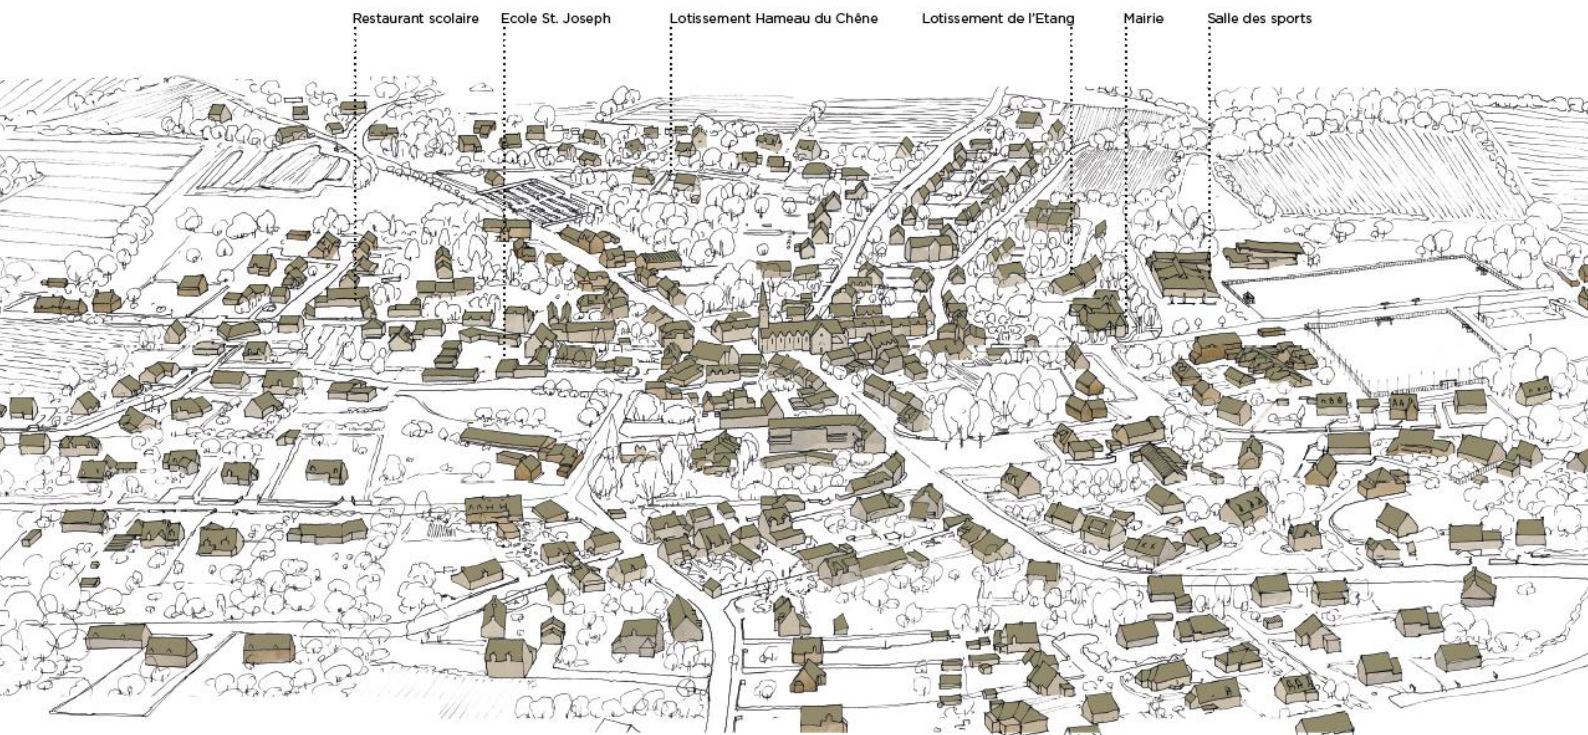 Restaurant scolaire
Ecole St. Joseph
Lotissement Hameau du Chêne
Lotissement de l'Etang
Mairie
Salle des sports